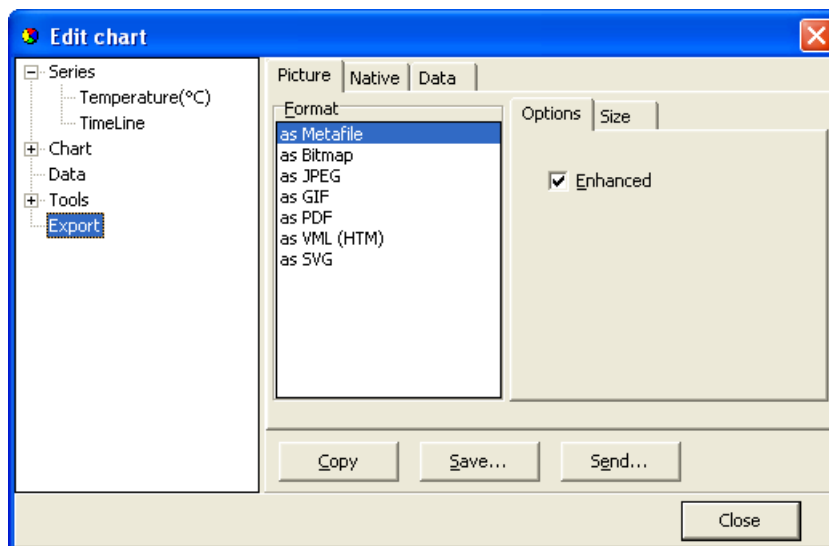 Edit chart
Series
Temperature(°C)
TimeLine
Chart
Data
Tools
Export
Picture
Native
Data
Format
as Metafile
as Bitmap
as JPEG
as GIF
as PDF
as VML (HTM)
as SVG
Options
Size
Enhanced
Copy
Save...
Send...
Close